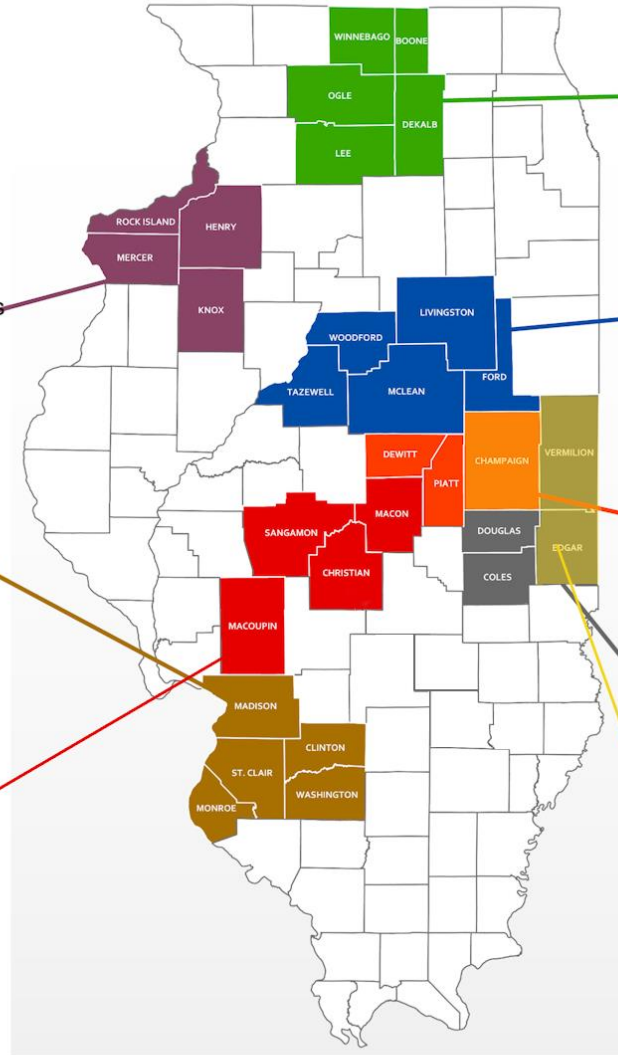 WINNEBAGO
BOONE
OGLE
DEKALB
LEE
ROCK ISLAND
HENRY
MERCER
KNOX
LIVINGSTON
WOODFORD
FORD
TAZEWELL
MCLEAN
DEWITT
PIATT
CHAMPAIGN
VERMILION
SANGAMON
MACON
DOUGLAS
EDGAR
CHRISTIAN
COLES
MACOUPIN
MADISON
CLINTON
ST. CLAIR
WASHINGTON
MONROE